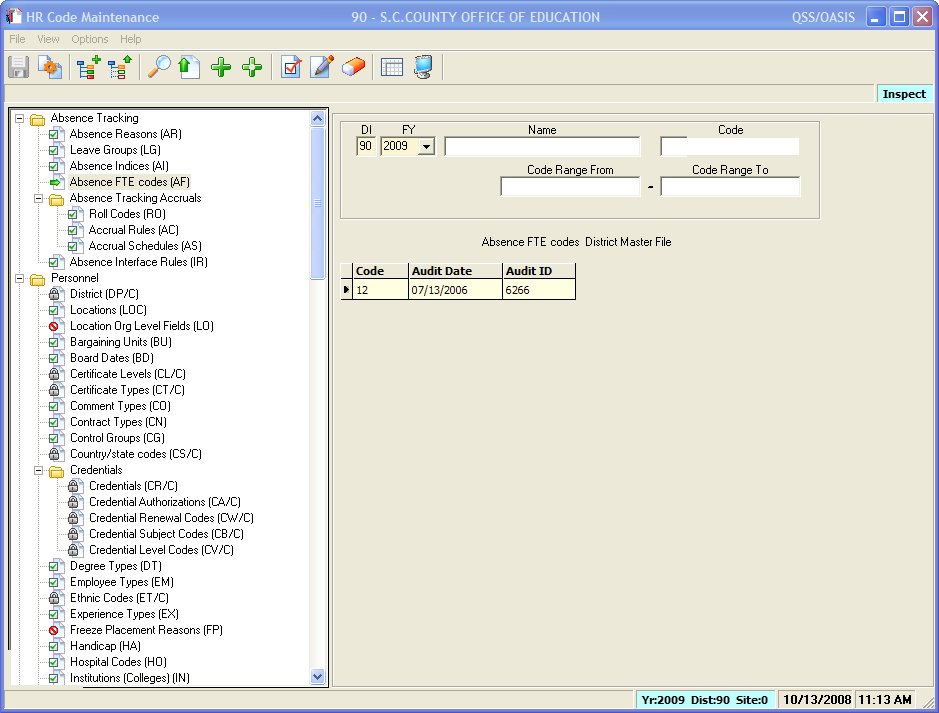 HR Code Maintenance 90 - S.C.COUNTY OFFICE OF EDUCATION QSS/OASIS
File View Options Help
Inspect
Absence Tracking
Absence Reasons (AR)
Leave Groups (LG)
Absence Indices (AI)
Absence FTE codes (AF)
Absence Tracking Accruals
Roll Codes (RO)
Accrual Rules (AC)
Accrual Schedules (AS)
Absence Interface Rules (IR)
Personnel
District (DP/C)
Locations (LOC)
Location Org Level Fields (LO)
Bargaining Units (BU)
Board Dates (BD)
Certificate Levels (CL/C)
Certificate Types (CT/C)
Comment Types (CO)
Contract Types (CN)
Control Groups (CG)
Country/state codes (CS/C)
Credentials
Credentials (CR/C)
Credential Authorizations (CA/C)
Credential Renewal Codes (CW/C)
Credential Subject Codes (CB/C)
Credential Level Codes (CV/C)
Degree Types (DT)
Employee Types (EM)
Ethnic Codes (ET/C)
Experience Types (EX)
Freeze Placement Reasons (FP)
Handicap (HA)
Hospital Codes (HO)
Institutions (Colleges) (IN)
DI FY Name Code
90 2009
Code Range From Code Range To
-
Absence FTE codes District Master File
Code Audit Date Audit ID
12 07/13/2006 6266
Yr:2009 Dist:90 Site:0 10/13/2008 11:13 AM